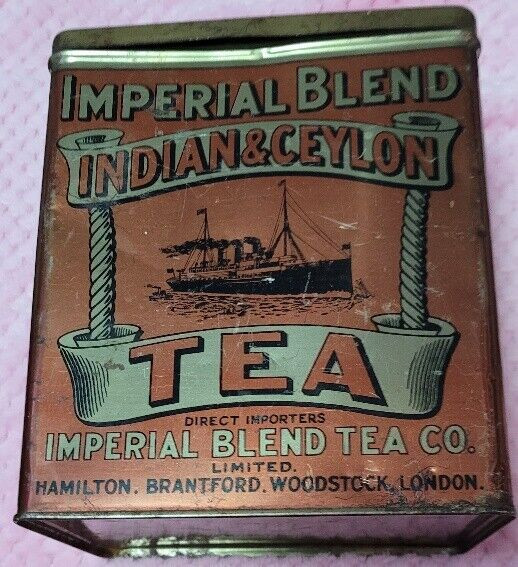 IMPERIAL BLEND
INDIAN & CEYLON
TEA
DIRECT IMPORTERS
IMPERIAL BLEND TEA CO.
LIMITED.
HAMILTON. BRANTFORD. WOODSTOCK. LONDON.